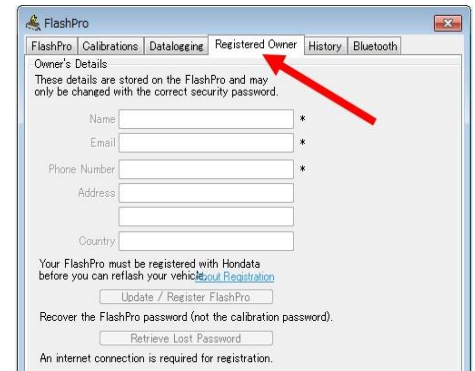 FlashPro
FlashPro Calibrations Datalogging Registered Owner History Bluetooth
Owner's Details
These details are stored on the FlashPro and may
only be changed with the correct security password.
Name *
Email *
Phone Number *
Address
Country
Your FlashPro must be registered with Hondata
before you can reflash your vehicle. About Registration
Update / Register FlashPro
Recover the FlashPro password (not the calibration password).
Retrieve Lost Password
An internet connection is required for registration.